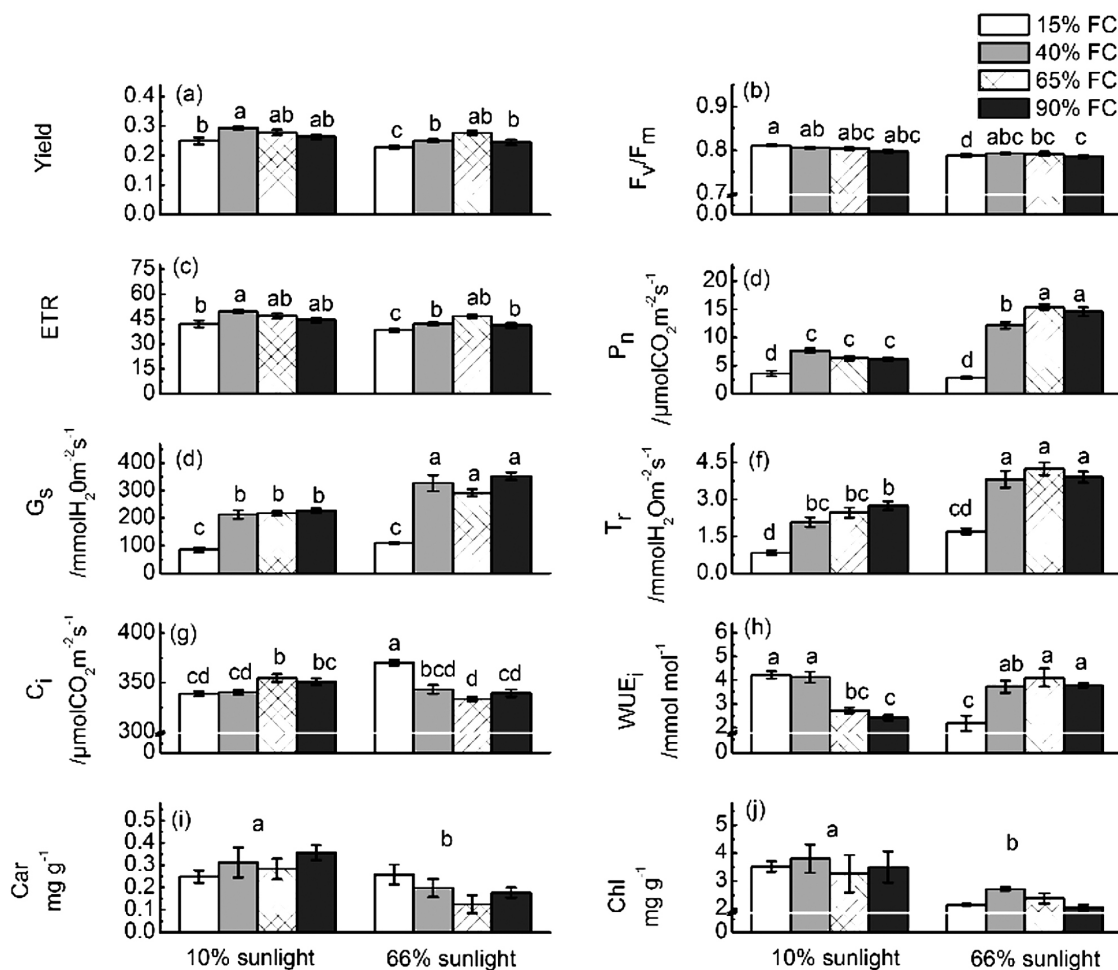 15% FC
40% FC
65% FC
90% FC
(a)
Yield
0.4
0.3
0.2
0.1
0.0
b a ab ab c b ab b
(b)
Fv/Fm
0.9
0.8
0.7
0.0
a ab abc abc d abc bc c
(c)
ETR
75
60
45
30
15
0
b a ab ab c b ab b
(d)
Pn
/µmolCO2m-2s-1
20
15
10
5
0
d c c c d b a a
(d)
Gs
/mmolH20m-2s-1
400
300
200
100
0
c b b b c a a a
(f)
Tr
/mmolH2Om-2s-1
4.5
3.0
1.5
0.0
d bc bc b cd a a a
(g)
Ci
/µmolCO2m-2s-1
400
350
300
0
cd cd b bc a bcd d cd
(h)
WUEi
/mmol mol-1
6
5
4
3
2
0
a a bc c c ab a a
(i)
Car
mg g-1
0.5
0.4
0.3
0.2
0.1
0.0
a b
10% sunlight 66% sunlight
(j)
Chl
mg g-1
5
4
3
2
0
a b
10% sunlight 66% sunlight